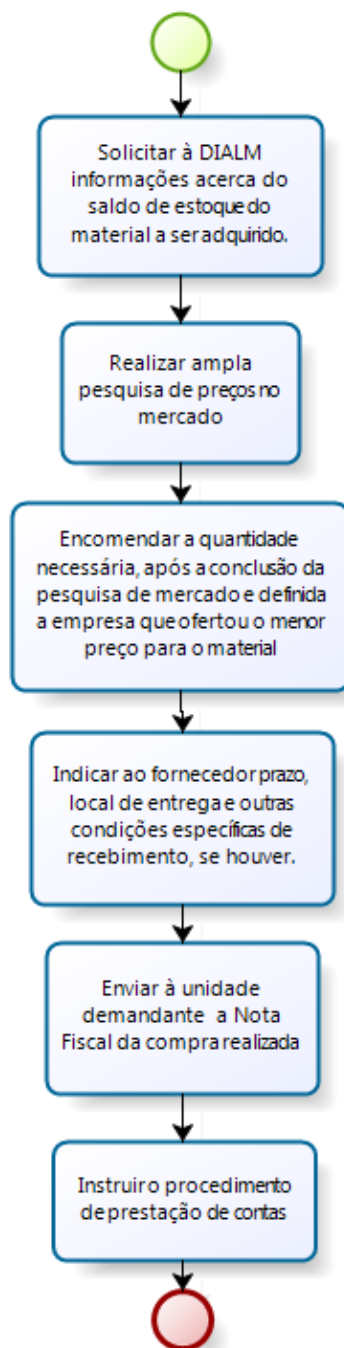 Solicitar à DIALM
informações acerca do
saldo de estoque do
material a ser adquirido.
Realizar ampla
pesquisa de preços no
mercado
Encomendar a quantidade
necessária, após a conclusão da
pesquisa de mercado e definida
a empresa que ofertou o menor
preço para o material
Indicar ao fornecedor prazo,
local de entrega e outras
condições específicas de
recebimento, se houver.
Enviar à unidade
demandante a Nota
Fiscal da compra realizada
Instruir o procedimento
de prestação de contas